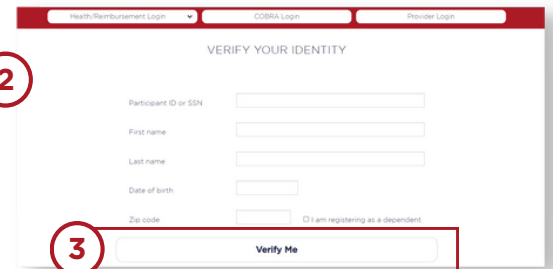 Health/Reimbursement Login COBRA Login Provider Login
VERIFY YOUR IDENTITY
2
Participant ID or SSN
First name
Last name
Date of birth
Zip code I am registering as a dependent
3 Verify Me